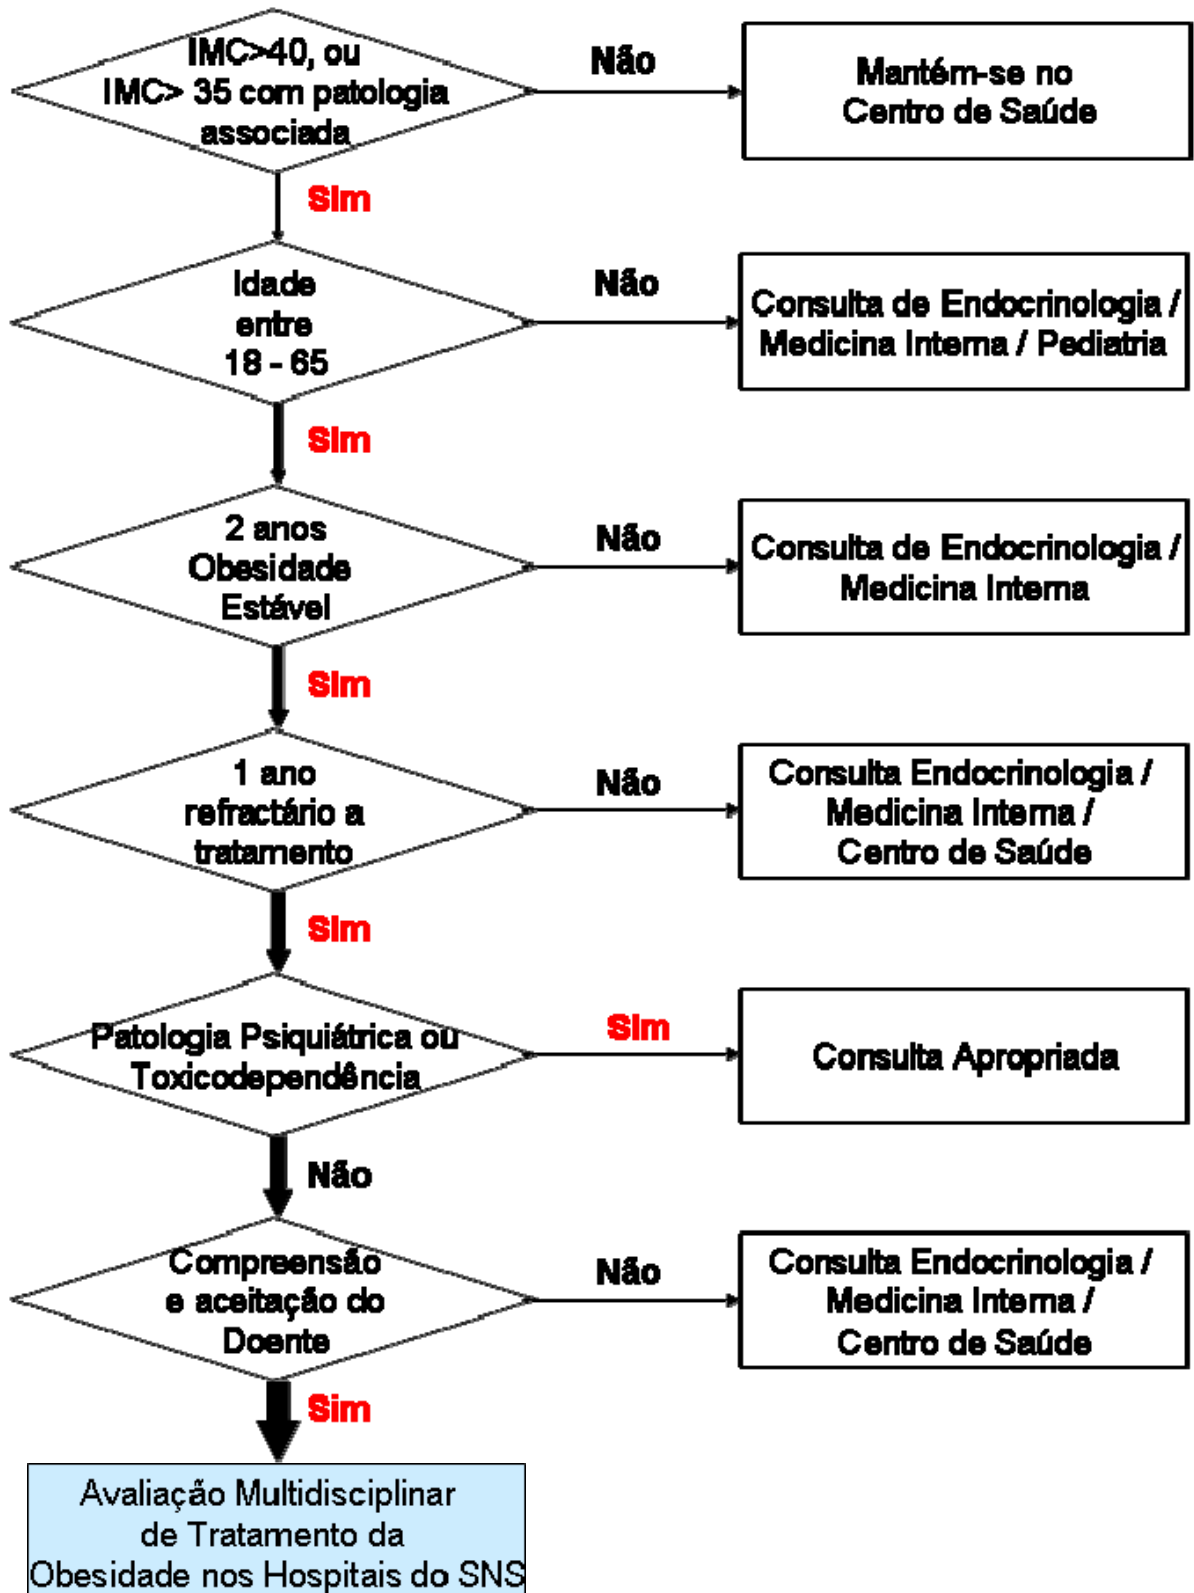 IMC>40, ou
IMC> 35 com patologia
associada
Não
Mantém-se no
Centro de Saúde
Sim
Idade
entre
18 - 65
Não
Consulta de Endocrinologia /
Medicina Interna / Pediatria
Sim
2 anos
Obesidade
Estável
Não
Consulta de Endocrinologia /
Medicina Interna
Sim
1 ano
refractário a
tratamento
Não
Consulta Endocrinologia /
Medicina Interna /
Centro de Saúde
Sim
Patologia Psiquiátrica ou
Toxicodependência
Sim
Consulta Apropriada
Não
Compreensão
e aceitação do
Doente
Não
Consulta Endocrinologia /
Medicina Interna /
Centro de Saúde
Sim
Avaliação Multidisciplinar
de Tratamento da
Obesidade nos Hospitais do SNS